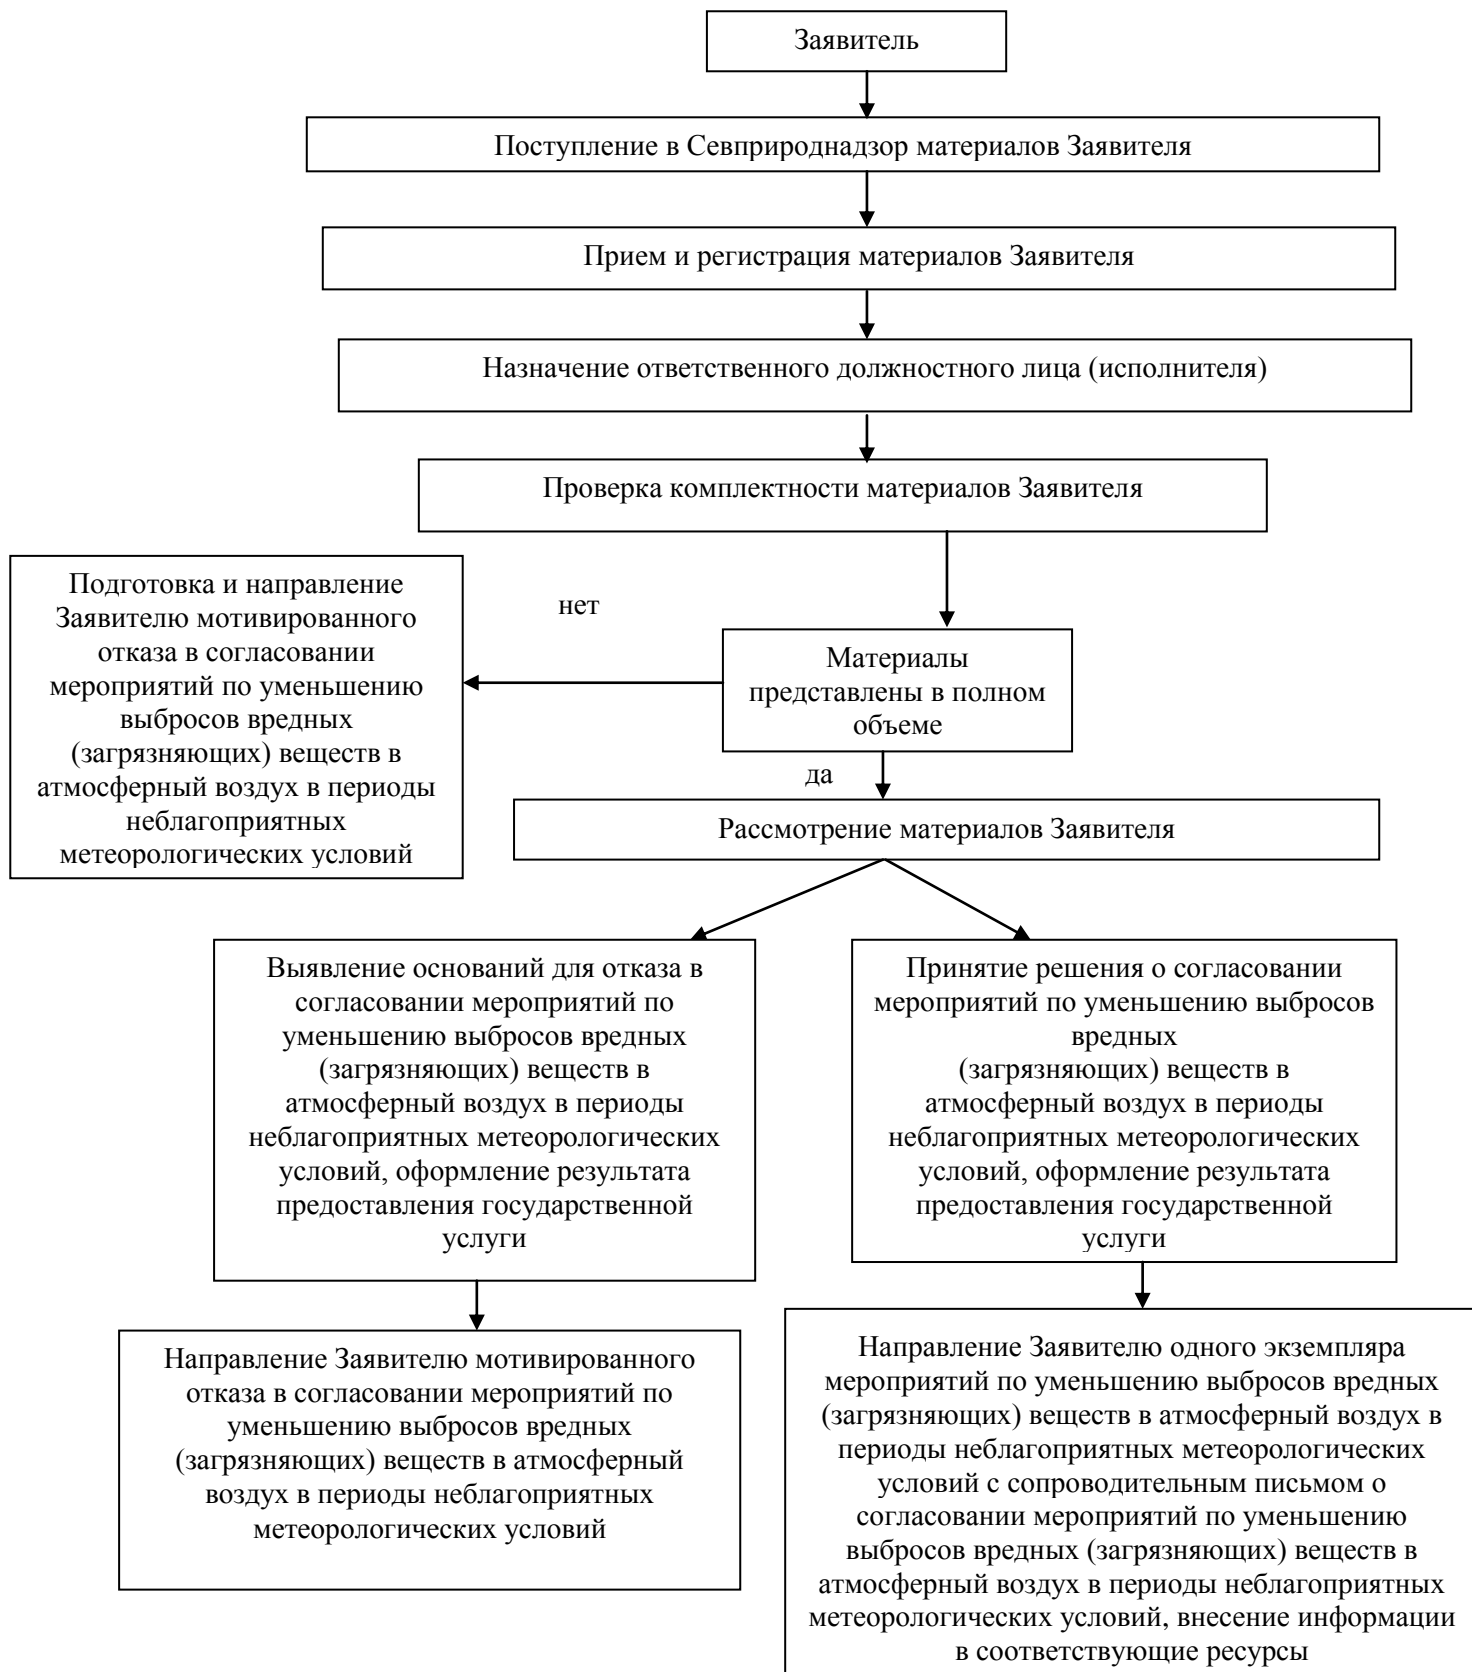 Заявитель
Поступление в Севприроднадзор материалов Заявителя
Прием и регистрация материалов Заявителя
Назначение ответственного должностного лица (исполнителя)
Проверка комплектности материалов Заявителя
Подготовка и направление
Заявителю мотивированного
отказа в согласовании
мероприятий по уменьшению
выбросов вредных
(загрязняющих) веществ в
атмосферный воздух в периоды
неблагоприятных
метеорологических условий
нет
Материалы
представлены в полном
объеме
да
Рассмотрение материалов Заявителя
Выявление оснований для отказа в
согласовании мероприятий по
уменьшению выбросов вредных
(загрязняющих) веществ в
атмосферный воздух в периоды
неблагоприятных метеорологических
условий, оформление результата
предоставления государственной
услуги
Принятие решения о согласовании
мероприятий по уменьшению выбросов
вредных
(загрязняющих) веществ в
атмосферный воздух в периоды
неблагоприятных метеорологических
условий, оформление результата
предоставления государственной
услуги
Направление Заявителю мотивированного
отказа в согласовании мероприятий по
уменьшению выбросов вредных
(загрязняющих) веществ в атмосферный
воздух в периоды неблагоприятных
метеорологических условий
Направление Заявителю одного экземпляра
мероприятий по уменьшению выбросов вредных
(загрязняющих) веществ в атмосферный воздух в
периоды неблагоприятных метеорологических
условий с сопроводительным письмом о
согласовании мероприятий по уменьшению
выбросов вредных (загрязняющих) веществ в
атмосферный воздух в периоды неблагоприятных
метеорологических условий, внесение информации
в соответствующие ресурсы